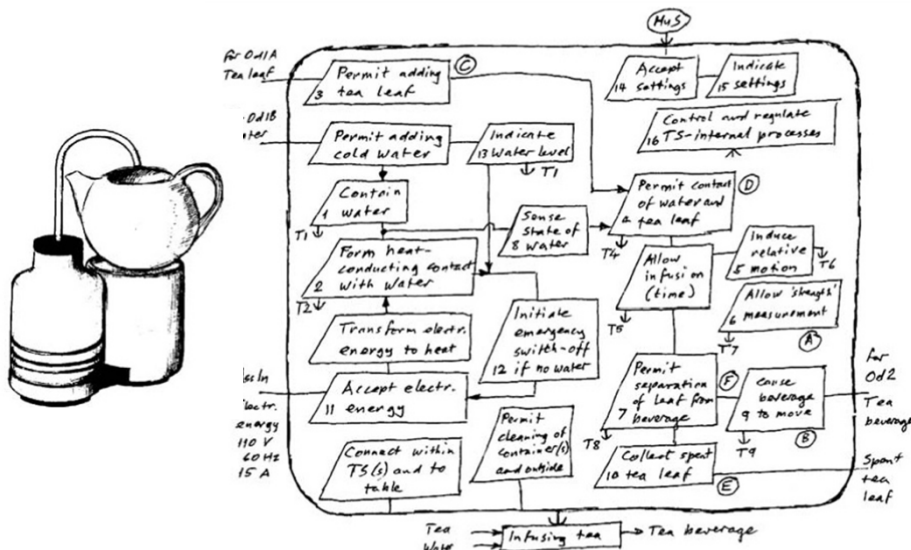 HuS
for Od1A
Tea leaf
Permit adding
3 tea leaf
C
Accept
14 settings
Indicate
15 settings
Control and regulate
16 TS-internal processes
Od1B
Permit adding
cold water
Indicate
13 Water level
T1
Contain
1 water
T1
Sense
State of
8 water
Permit contact
of water and
4 tea leaf
D
T4
Form heat-
conducting contact
2 with water
T2
Allow
infusion
(time)
T5
Induce
relative
5 motion
T6
Allow 'strength'
6 measurement
A
T7
Transform electr.
energy to heat
Initiate
emergency
switch-off
12 if no water
Accept electr.
11 energy
energy
110 V
60 Hz
15 A
Permit
separation
of leaf from
7 beverage
F
T8
Cause
beverage
9 to move
B
T9
for
Od2
Tea
beverage
Connect within
TS(s) and to
table
Permit
cleaning of
container(s)
and outside
Collect spent
10 tea leaf
E
Spent
tea
leaf
Tea
Water
Infusing tea
Tea beverage